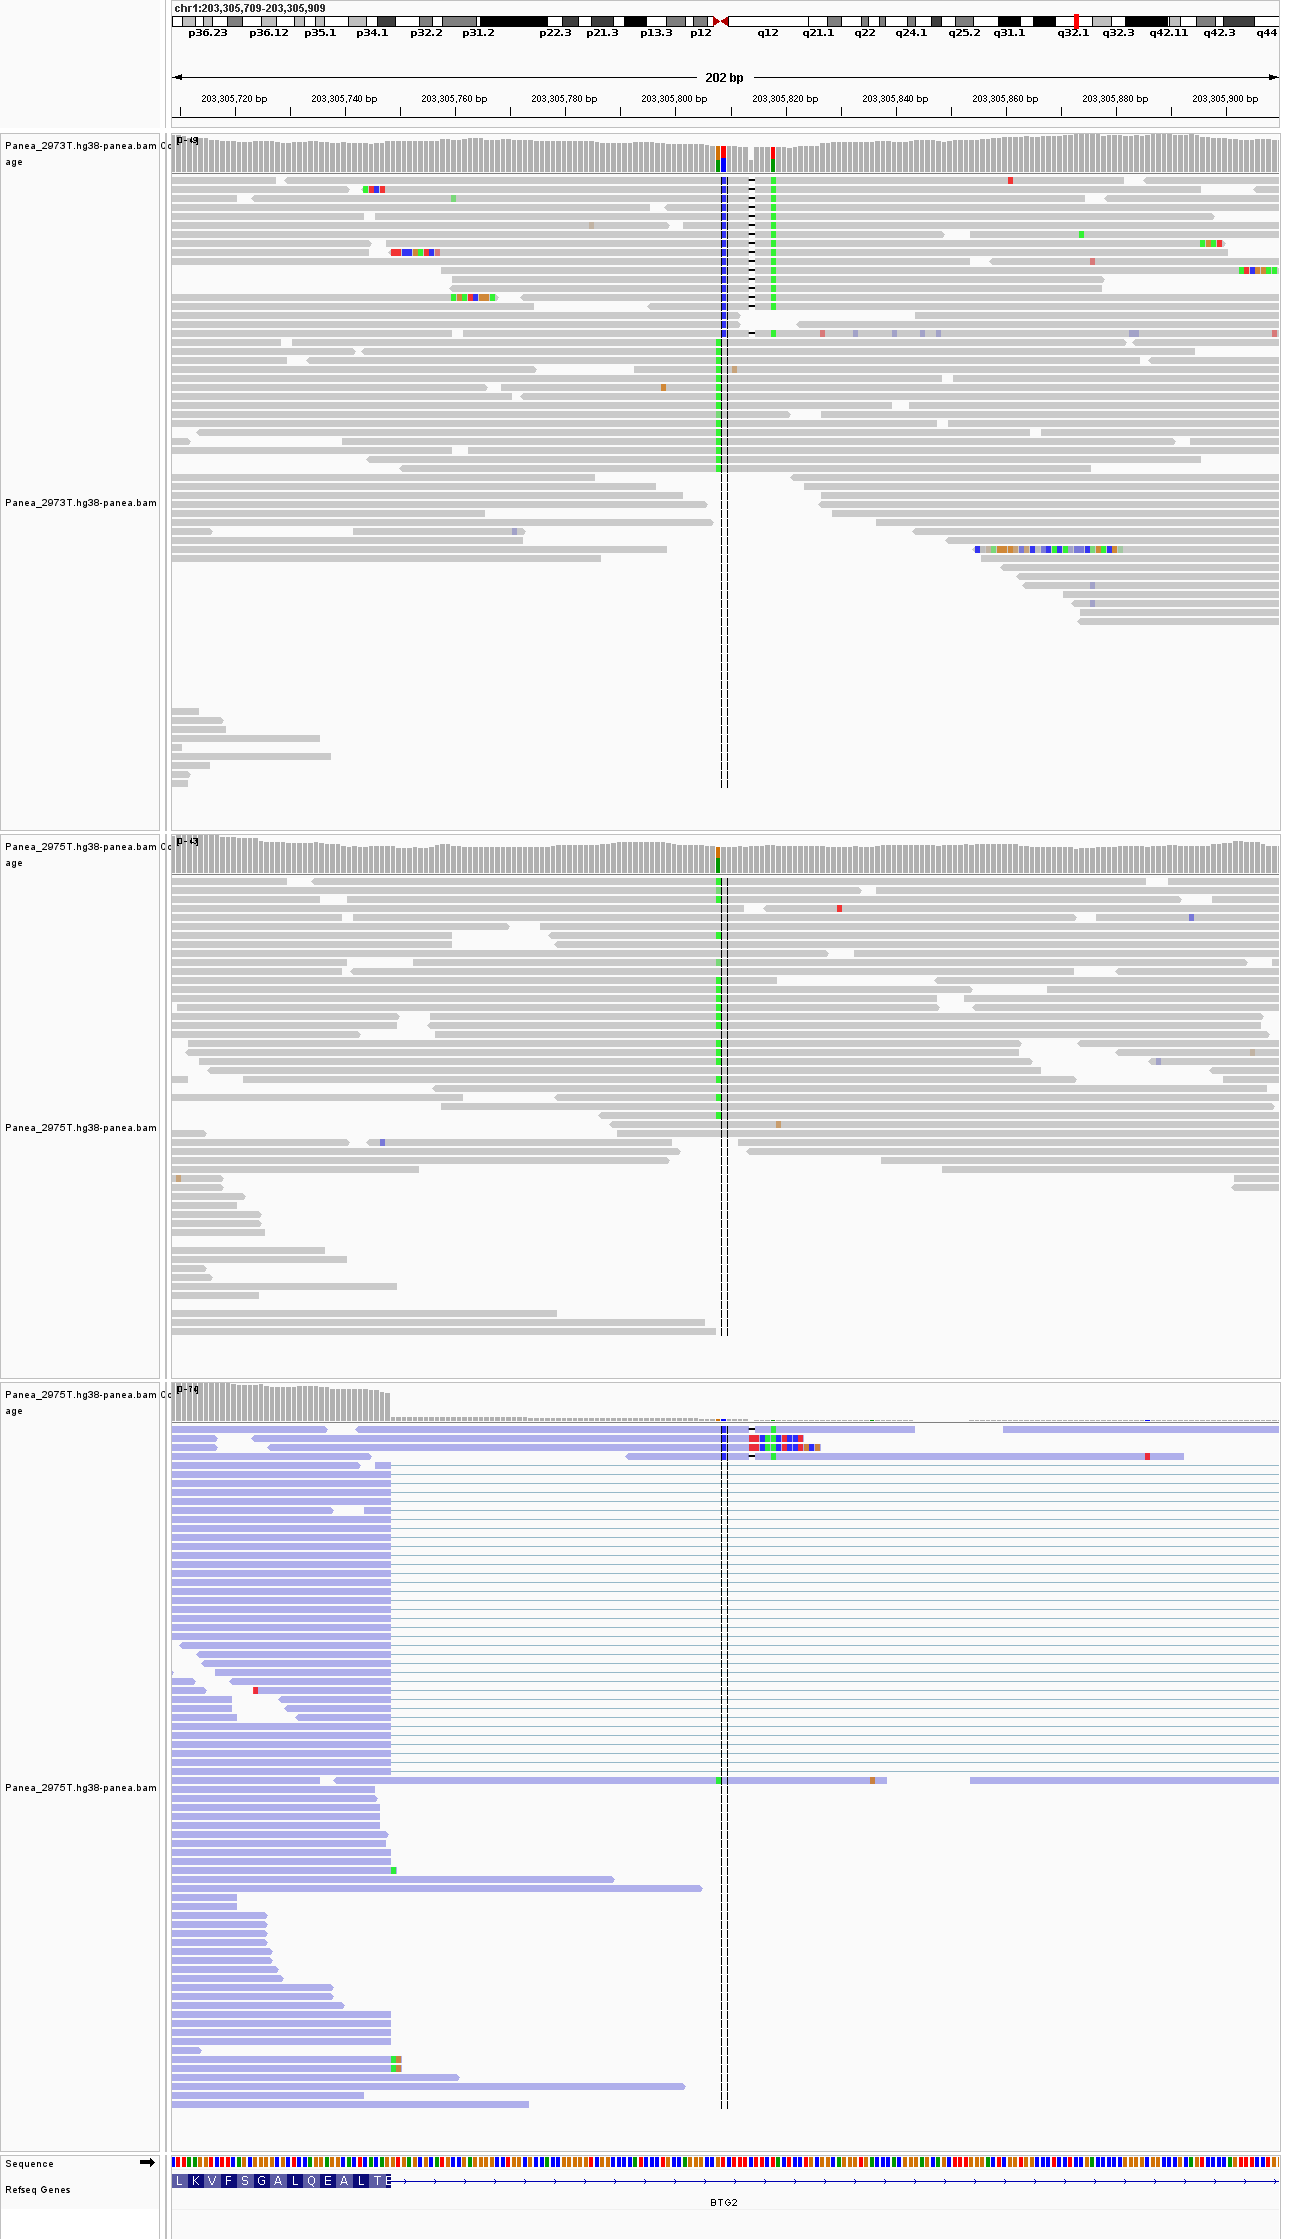 chr1:203,305,709-203,305,909
p36.23 p36.12 p35.1 p34.1 p32.2 p31.2 p22.3 p21.3 p13.3 p12 q12 q21.1 q22 q24.1 q25.2 q31.1 q32.1 q32.3 q42.11 q42.3 q44
202 bp
203,305,720 bp 203,305,740 bp 203,305,760 bp 203,305,780 bp 203,305,800 bp 203,305,820 bp 203,305,840 bp 203,305,860 bp 203,305,880 bp 203,305,900 bp
Panea_2973T.hg38-panea.bam Co
age
Panea_2973T.hg38-panea.bam
Panea_2975T.hg38-panea.bam Co
age
Panea_2975T.hg38-panea.bam
Panea_2975T.hg38-panea.bam Co
age
Panea_2975T.hg38-panea.bam
Sequence
L K V F S G A L Q E A L T E
Refseq Genes
BTG2